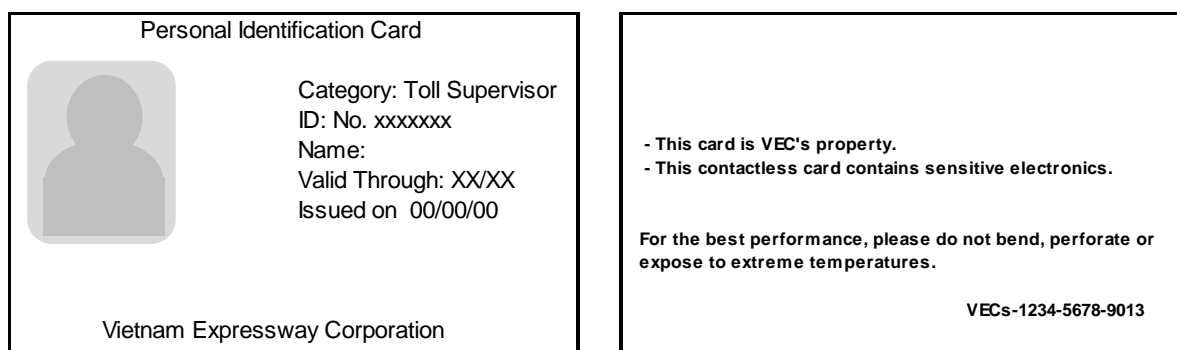 Personal Identification Card
Category: Toll Supervisor
ID: No. xxxxxxx
Name:
Valid Through: XX/XX
Issued on 00/00/00
Vietnam Expressway Corporation
- This card is VEC's property.
- This contactless card contains sensitive electronics.
For the best performance, please do not bend, perforate or
expose to extreme temperatures.
VECs-1234-5678-9013